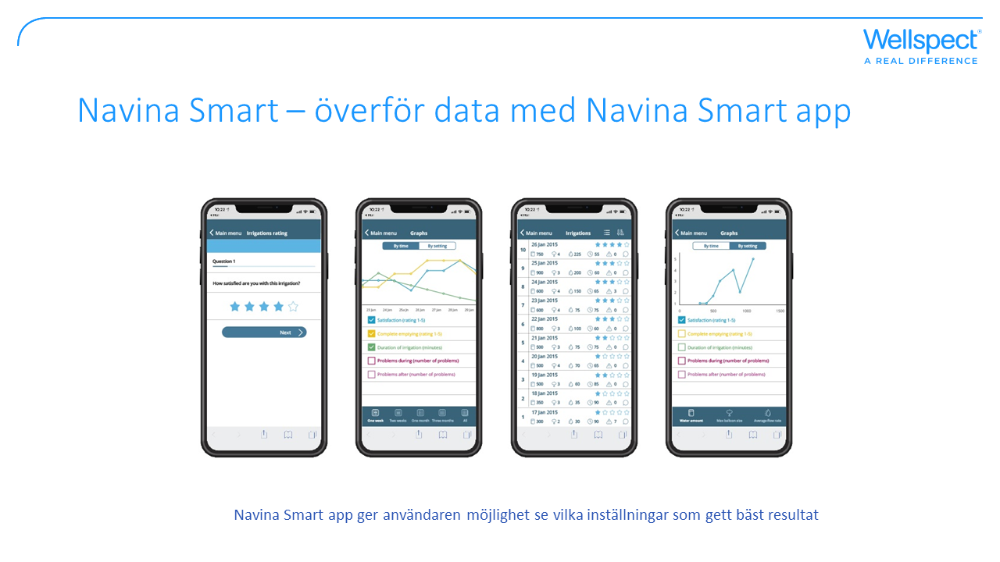 Wellspect®
A REAL DIFFERENCE
Navina Smart – överför data med Navina Smart app
10:22
Main menu Irrigations rating
Question 1
How satisfied are you with this irrigation?
Next
10:22
Main menu Graphs
By time By setting
23 Jan 24 Jan 25a Jn 26 Jan 27 Jan 28 Jan 29 Jan
Satisfaction (rating 1-5)
Complete emptying (rating 1-5)
Duration of irrigation (minutes)
Problems during (number of problems)
Problems after (number of problems)
One week Two weeks One month Three months All
10:22
Main menu Irrigations
10 26 Jan 2015
750 4 225 55 0
9 25 Jan 2015
900 3 200 60 0
8 24 Jan 2015
600 4 150 65 3
7 23 Jan 2015
600 4 75 75 0
6 22 Jan 2015
800 3 100 60 0
5 21 Jan 2015
500 3 75 75 0
4 20 Jan 2015
500 4 70 65 0
3 19 Jan 2015
500 3 60 85 0
2 18 Jan 2015
350 3 35 90 0
1 17 Jan 2015
300 2 30 90 7
10:22
Main menu Graphs
By time By setting
5
4
3
2
1
0 500 1000 1500
Satisfaction (rating 1-5)
Complete emptying (rating 1-5)
Duration of irrigation (minutes)
Problems during (number of problems)
Problems after (number of problems)
Water amount Max balloon size Average flow rate
Navina Smart app ger användaren möjlighet se vilka inställningar som gett bäst resultat